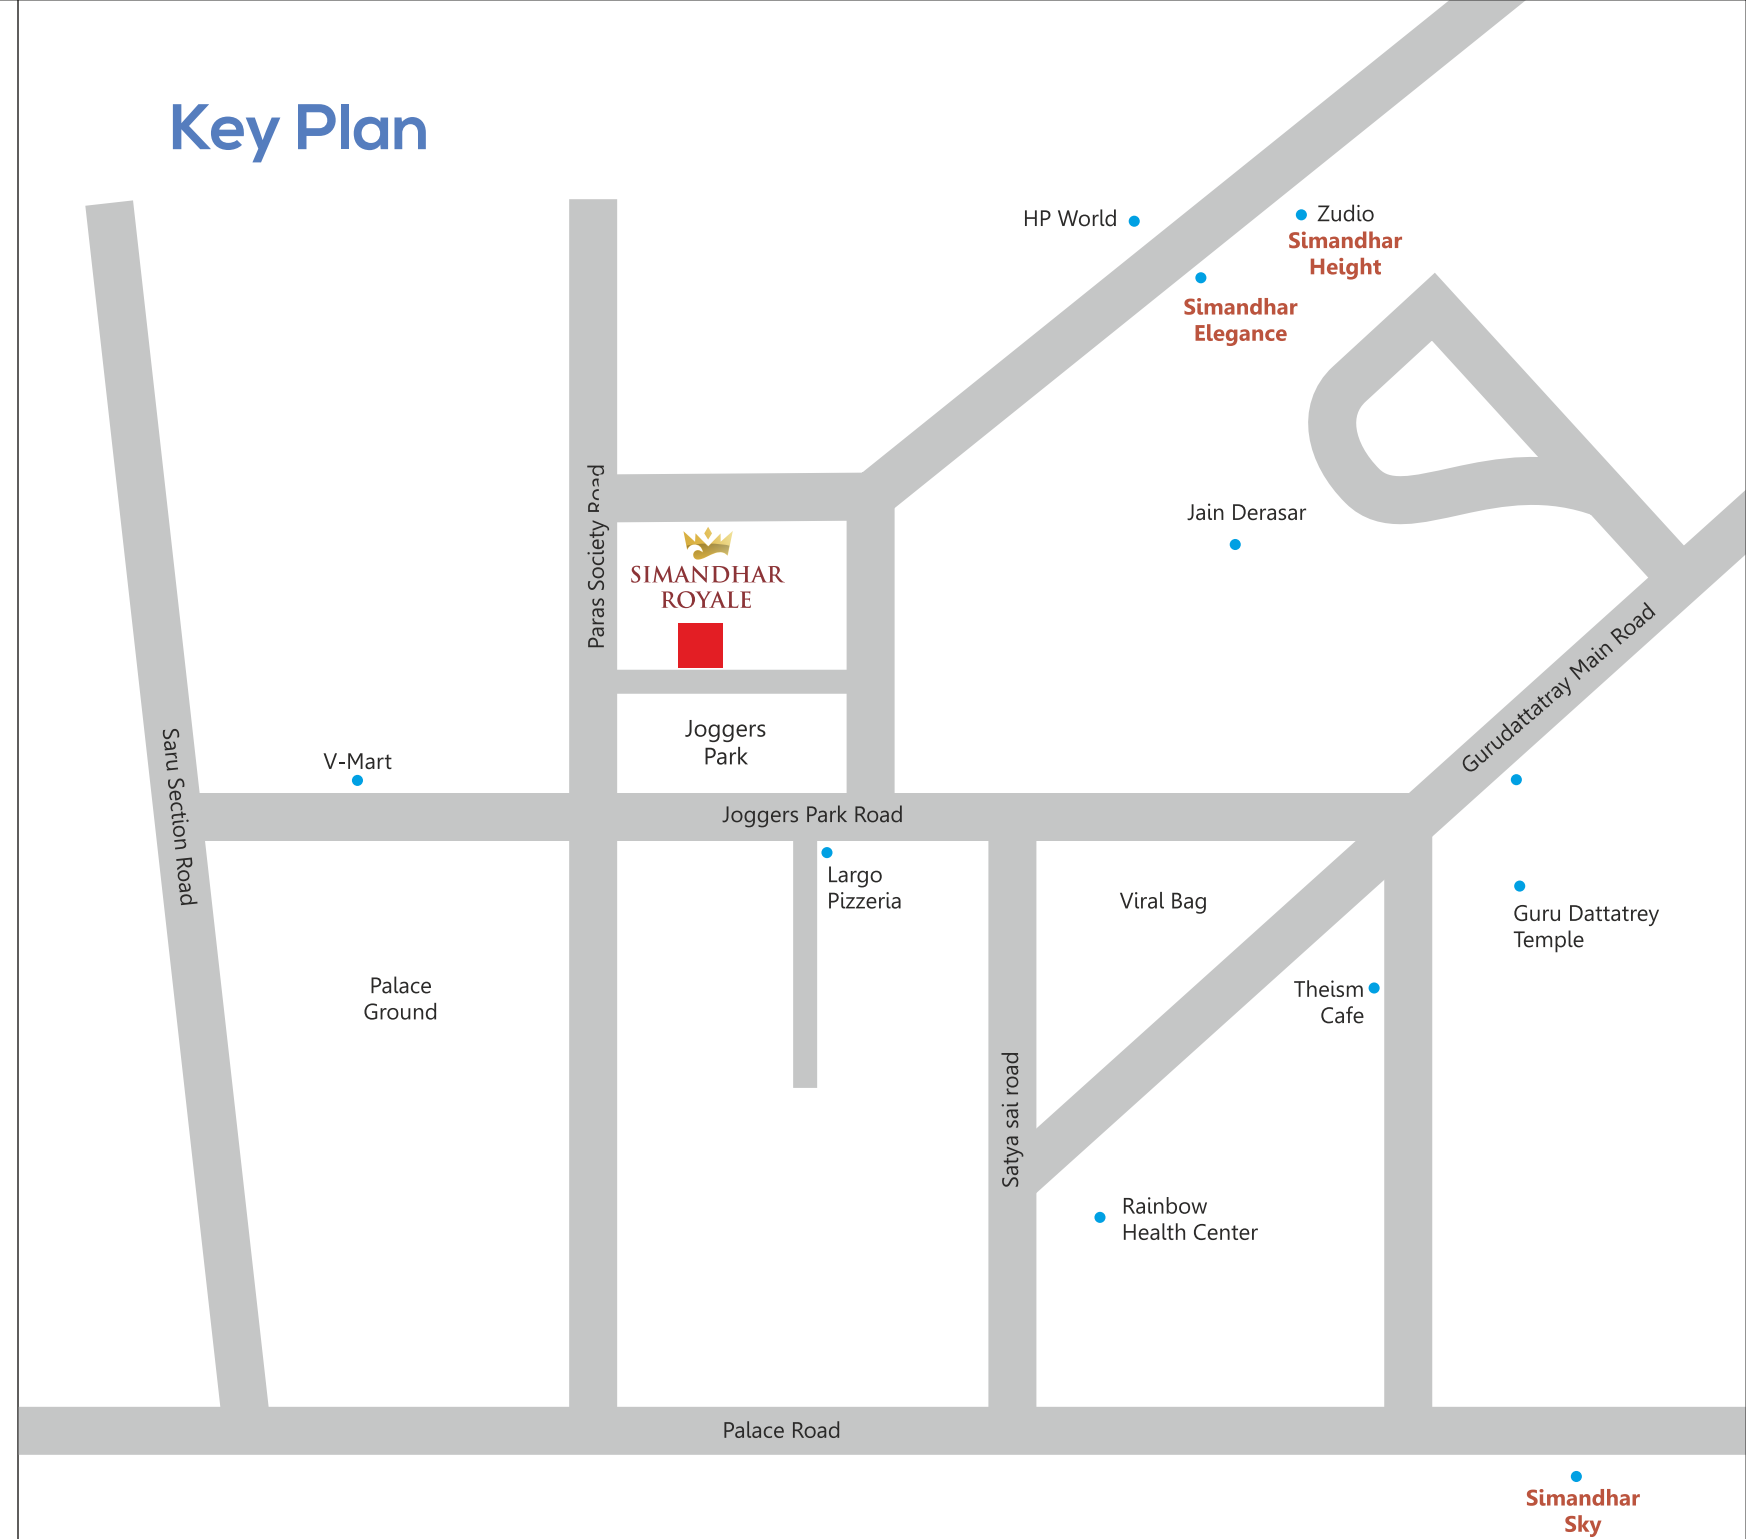 Key Plan
HP World
Zudio
Simandhar
Height
Simandhar
Elegance
Paras Society Road
Jain Derasar
SIMANDHAR
ROYALE
Gurudattatray Main Road
Saru Section Road
V-Mart
Joggers
Park
Joggers Park Road
Largo
Pizzeria
Viral Bag
Guru Dattatrey
Temple
Palace
Ground
Theism
Cafe
Satya sai road
Rainbow
Health Center
Palace Road
Simandhar
Sky